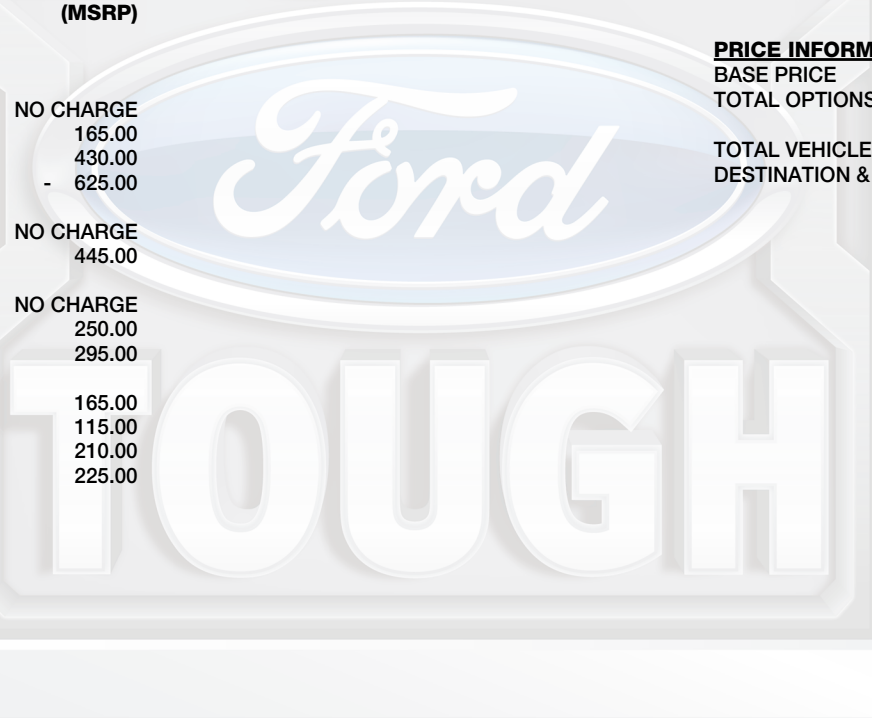 (MSRP)
NO CHARGE
165.00
430.00
- 625.00
NO CHARGE
445.00
NO CHARGE
250.00
295.00
165.00
115.00
210.00
225.00
PRICE INFORM
BASE PRICE
TOTAL OPTIONS
TOTAL VEHICLE
DESTINATION &
Ford
TOUGH